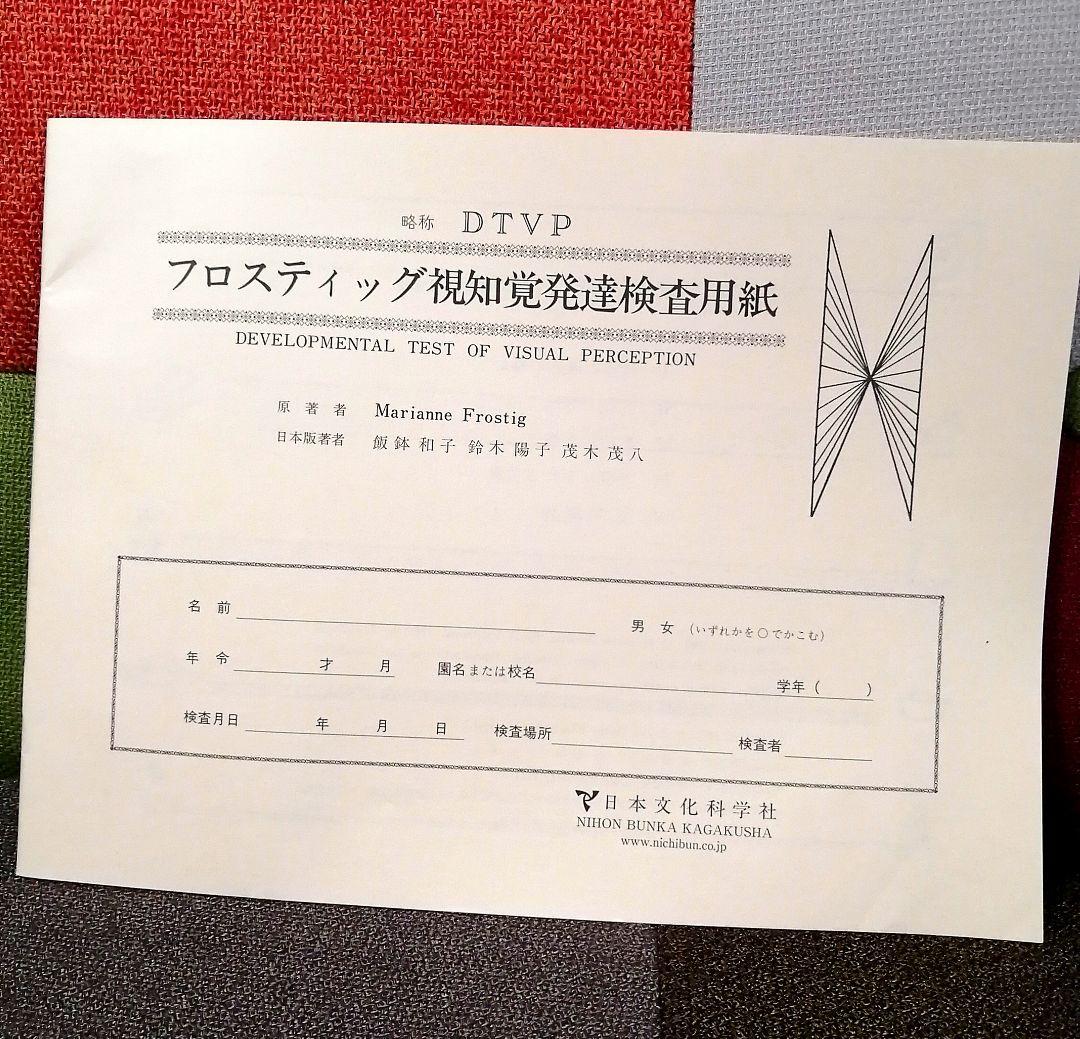 略称 DTVP
フロスティッグ視知覚発達検査用紙
DEVELOPMENTAL TEST OF VISUAL PERCEPTION
原著者 Marianne Frostig
日本版著者 飯鉢和子 鈴木陽子 茂木茂八
名前 男 女 (いずれかを○でかこむ)
年令 才 月 園名または校名 学年 ( )
検査月日 年 月 日 検査場所 検査者
日本文化科学社
NIHON BUNKA KAGAKUSHA
www.nichibun.co.jp